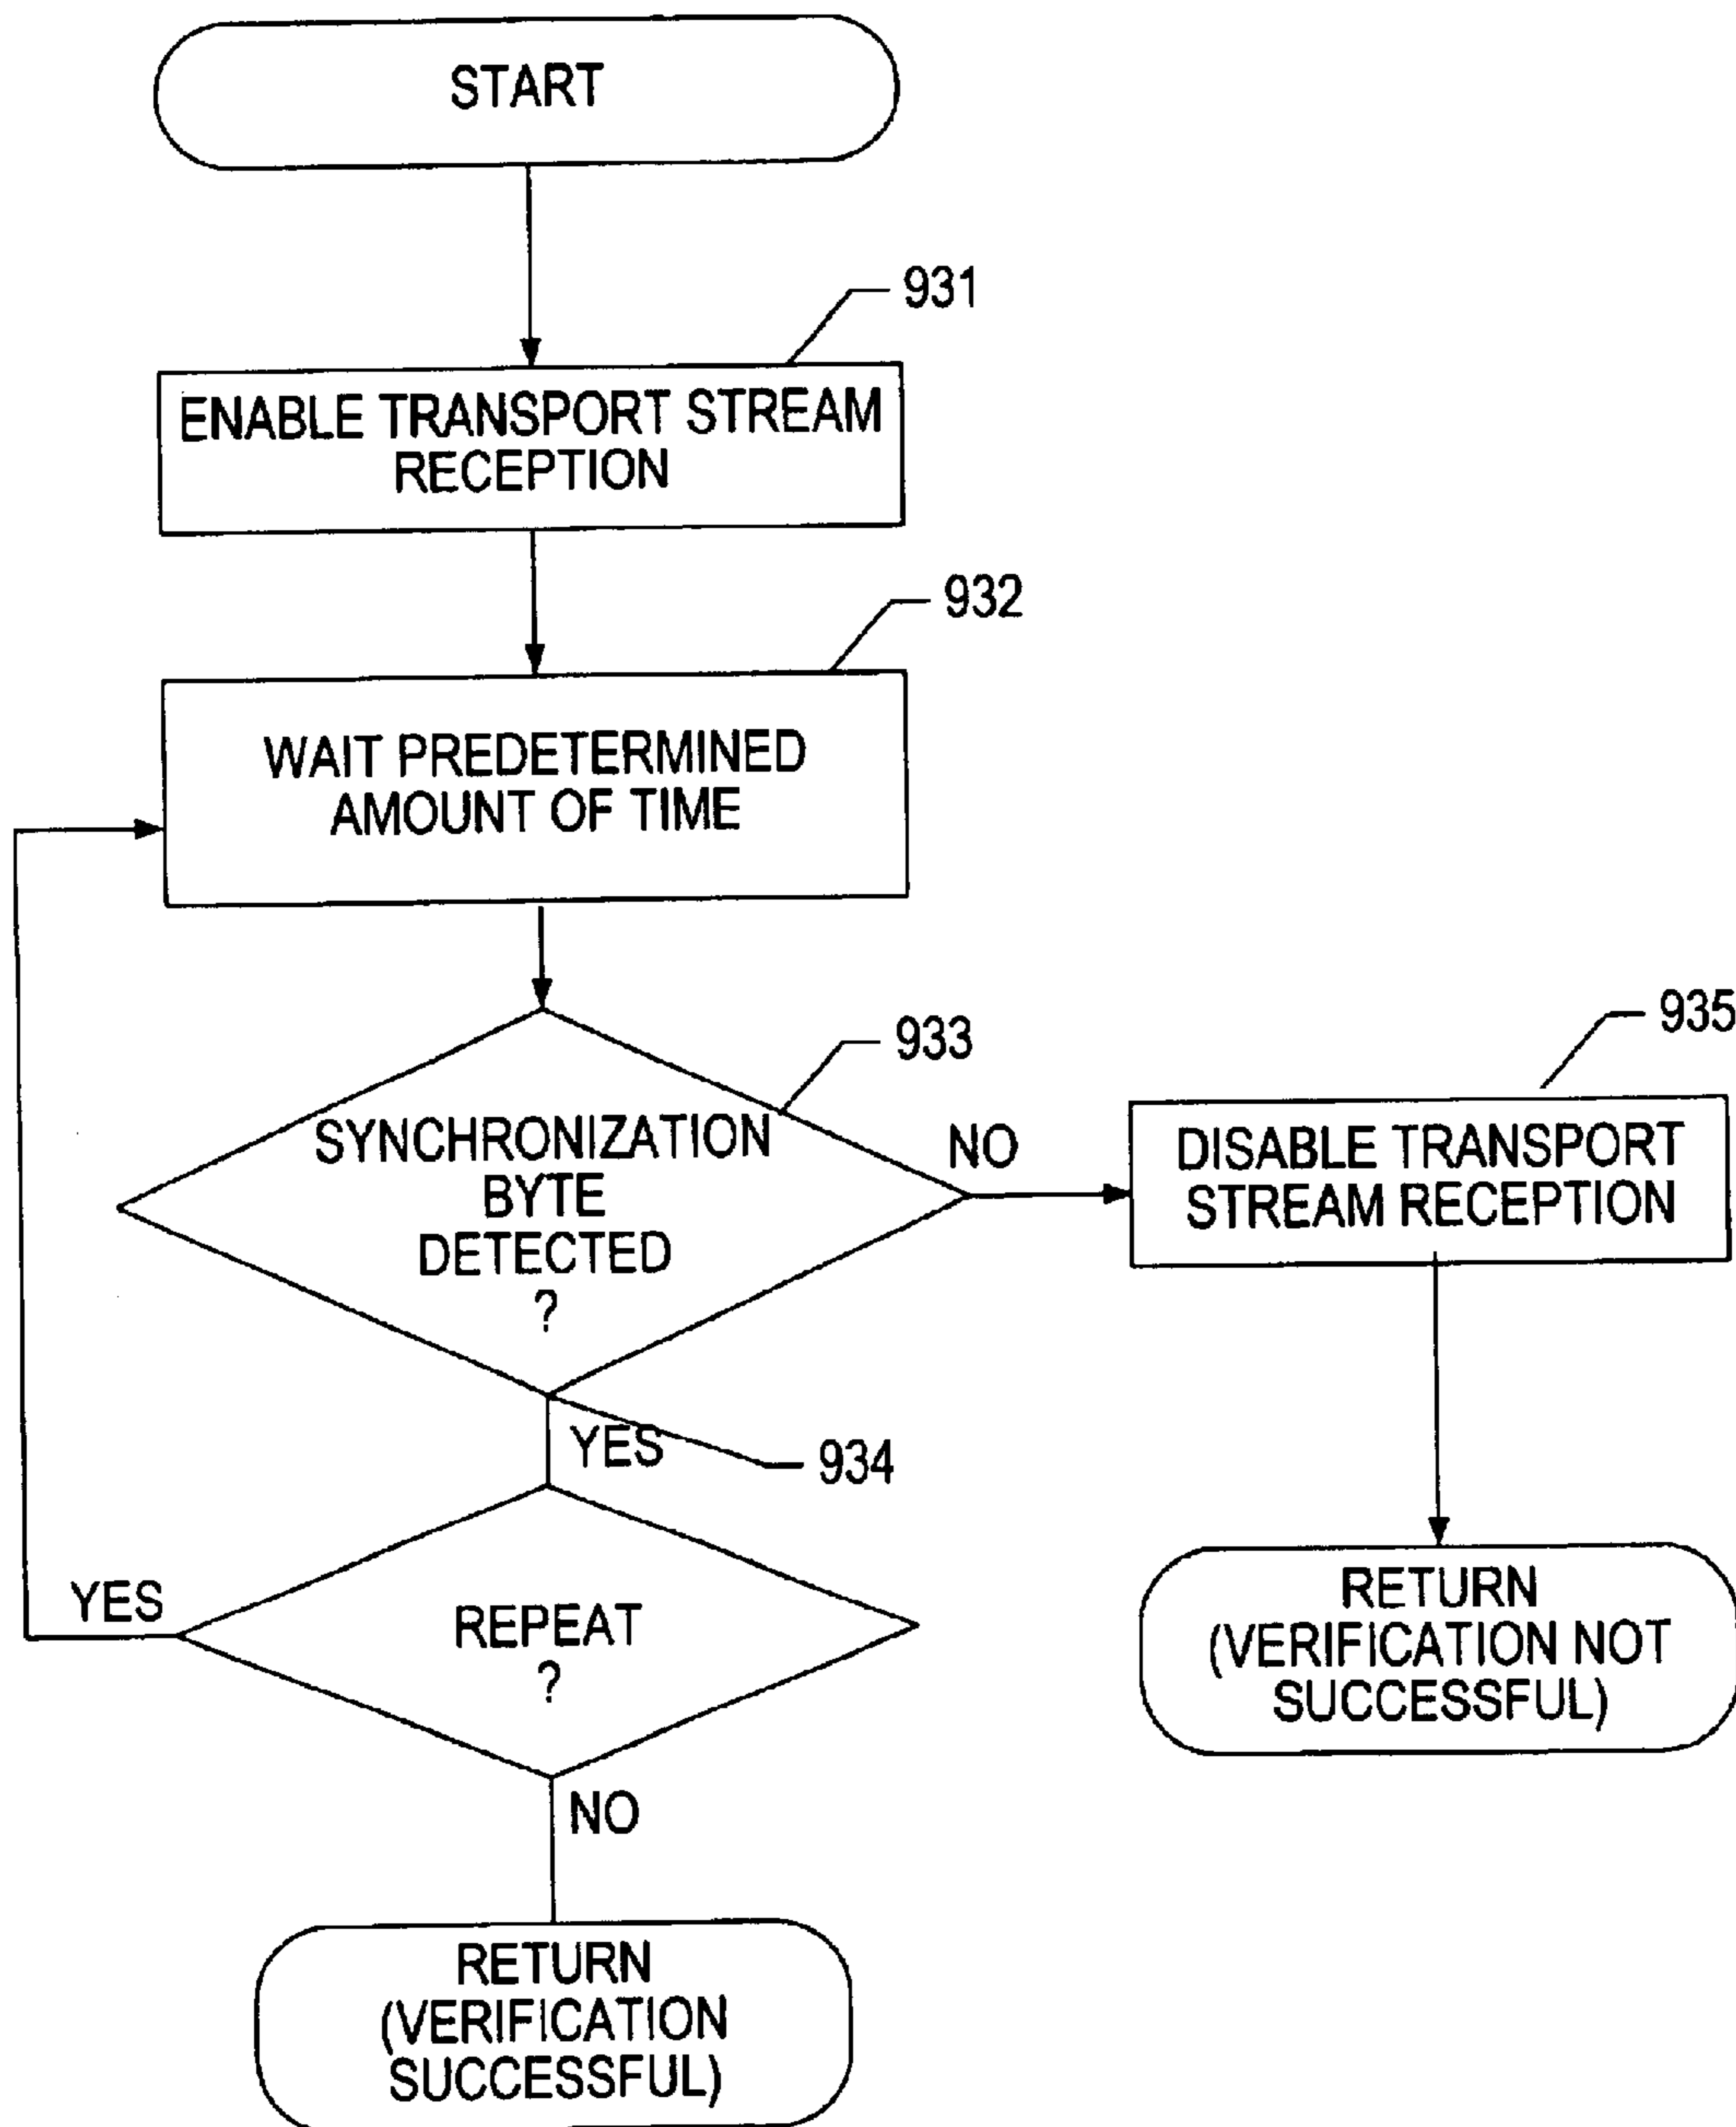 START
931
ENABLE TRANSPORT STREAM
RECEPTION
932
WAIT PREDETERMINED
AMOUNT OF TIME
933
SYNCHRONIZATION
BYTE
DETECTED
?
NO
935
DISABLE TRANSPORT
STREAM RECEPTION
YES
934
YES
REPEAT
?
RETURN
(VERIFICATION NOT
SUCCESSFUL)
NO
RETURN
(VERIFICATION
SUCCESSFUL)